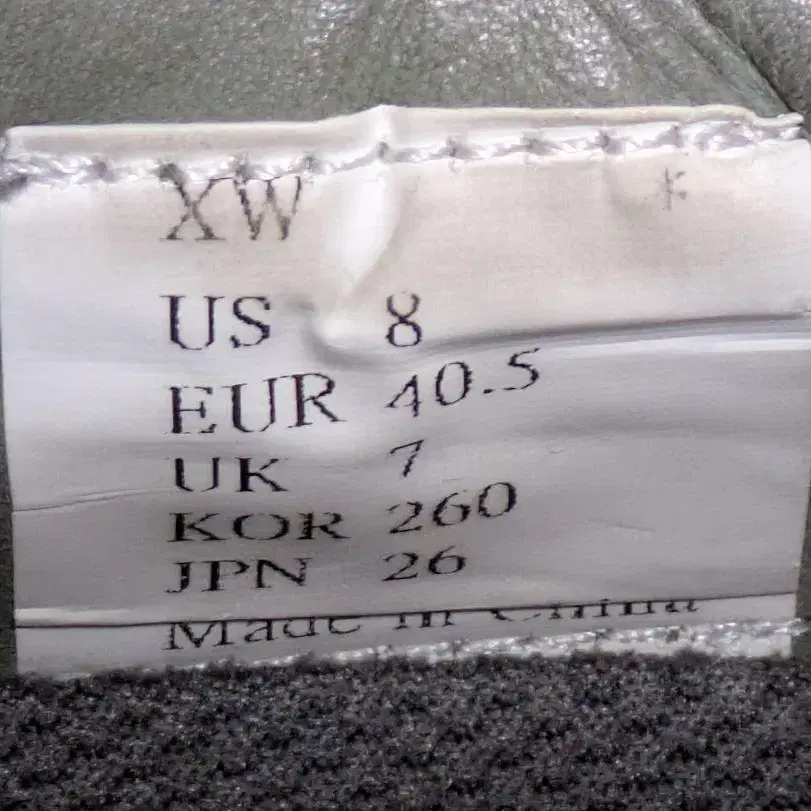 XW *
US 8
EUR 40.5
UK 7
KOR 260
JPN 26
Made in China